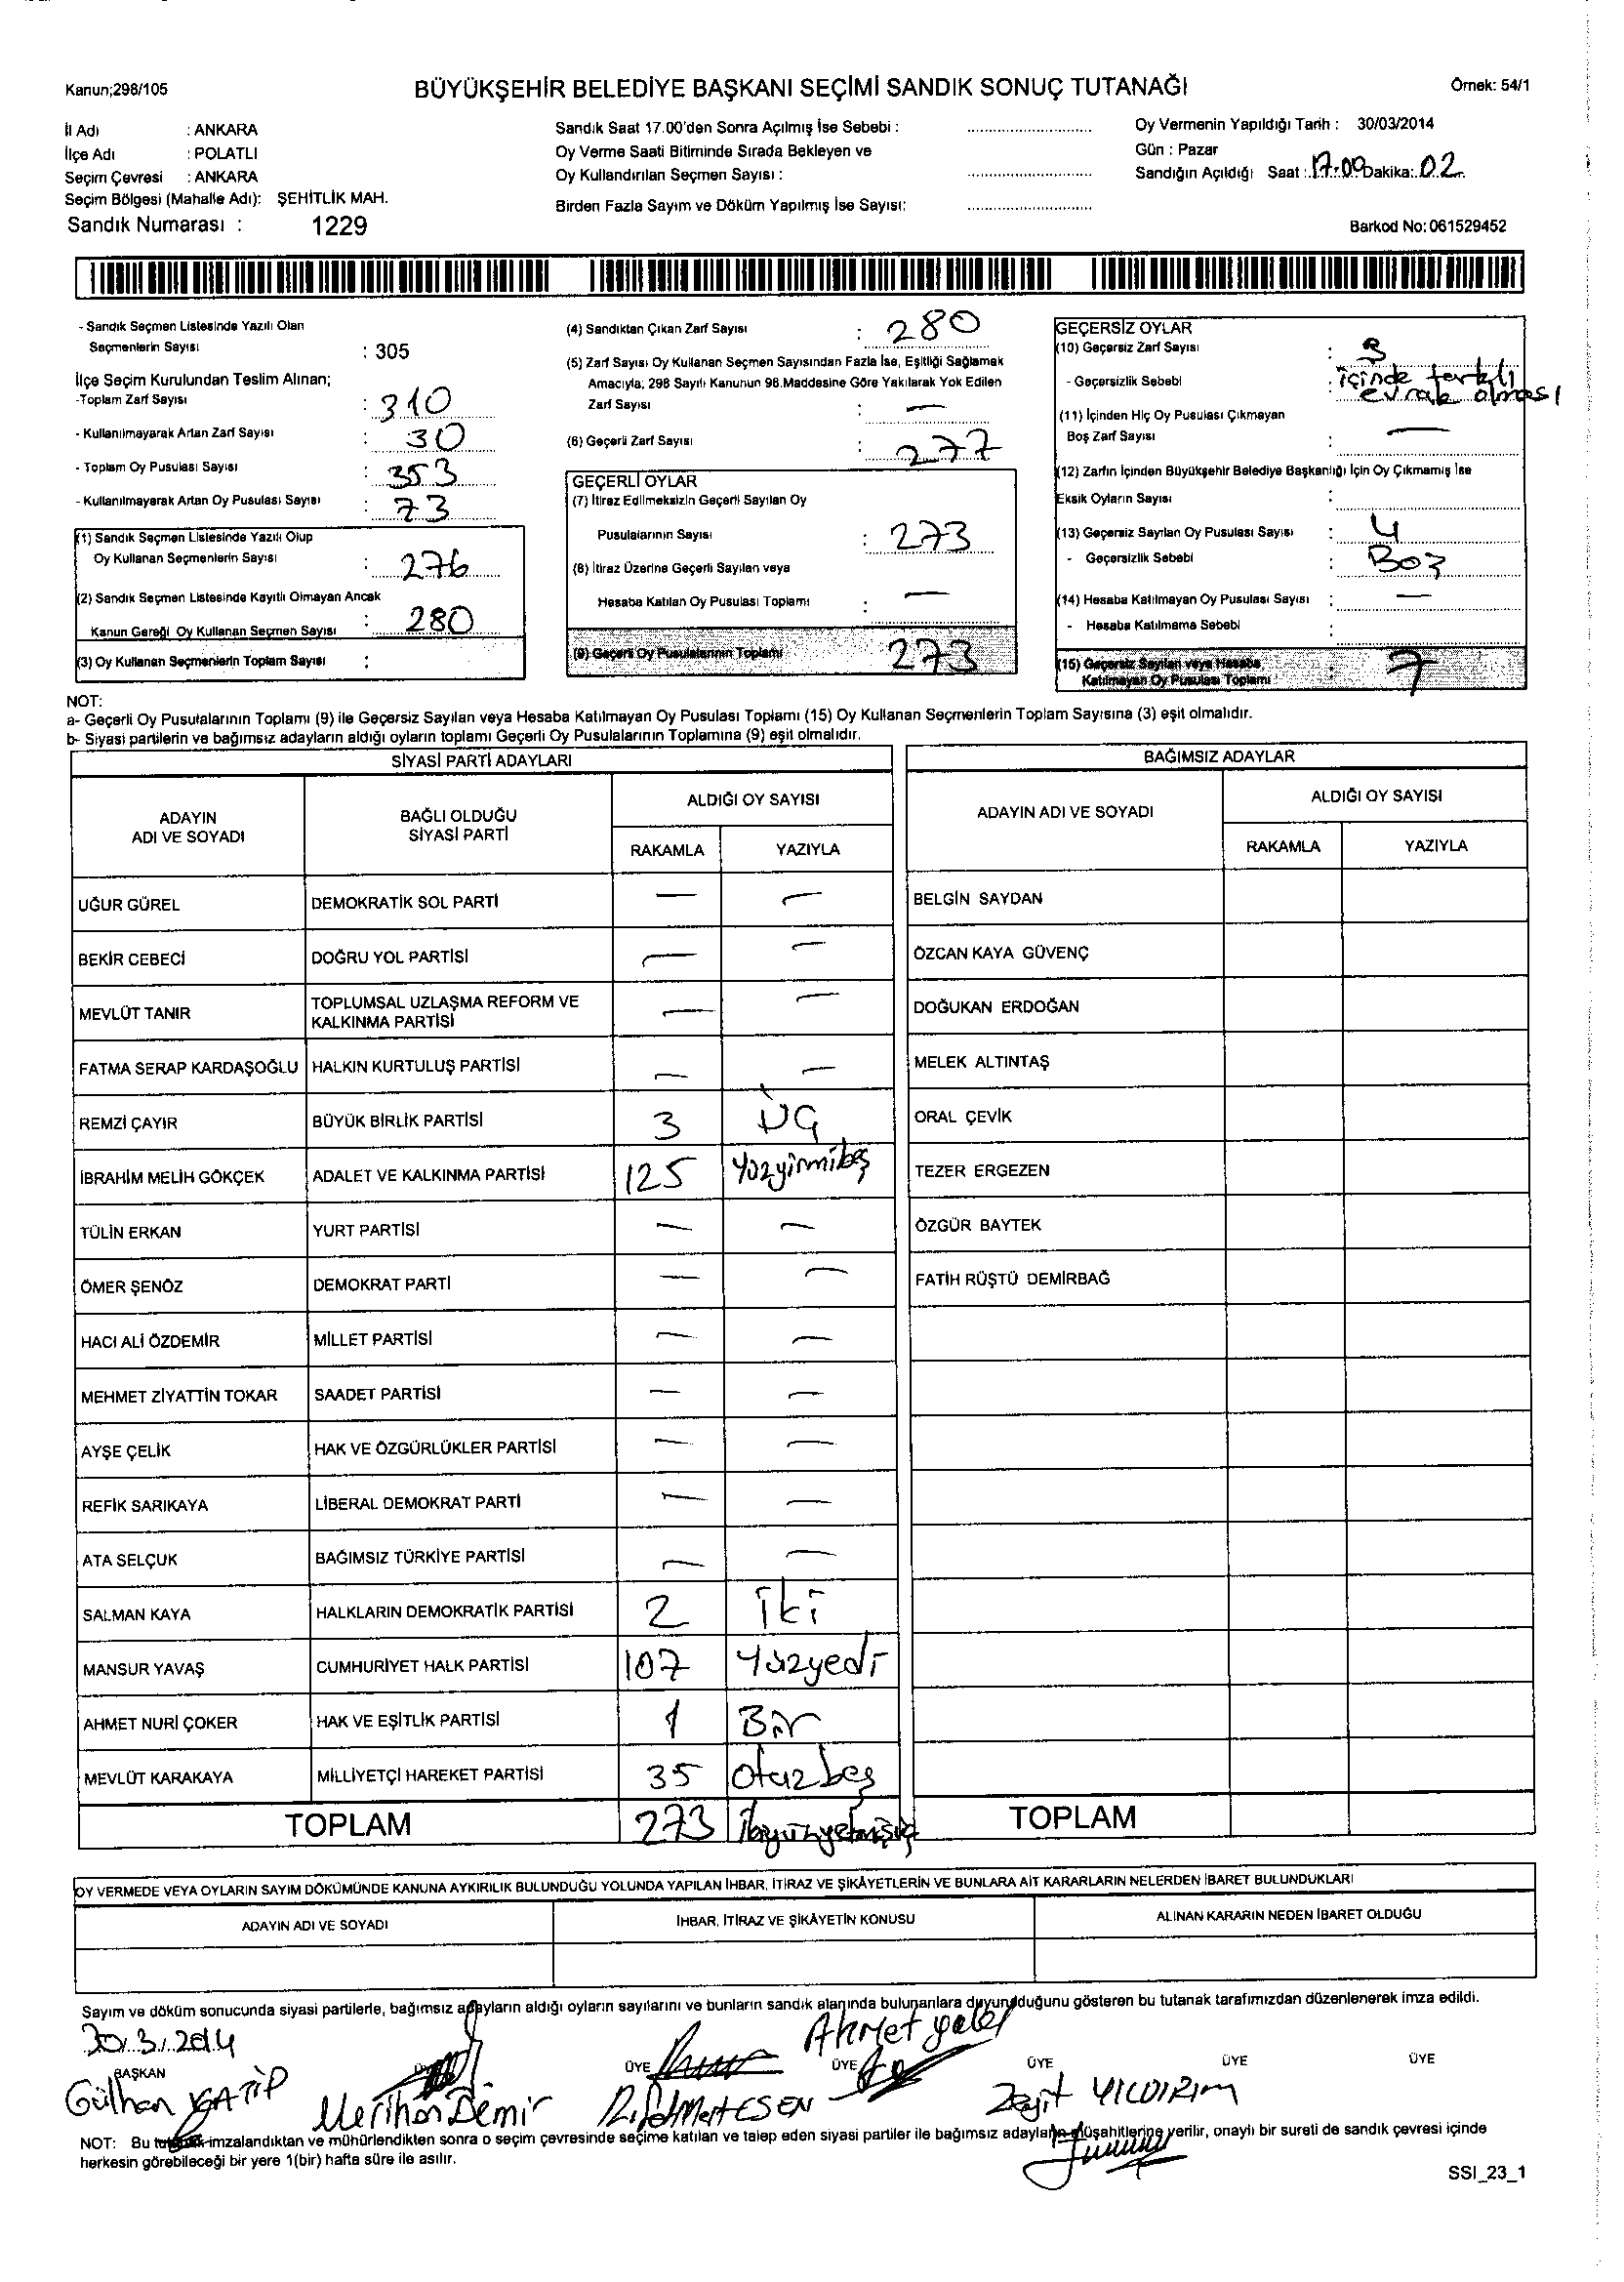 Kanun;298/105
BÜYÜKŞEHİR BELEDİYE BAŞKANI SEÇİMİ SANDIK SONUÇ TUTANAĞI
Örnek: 54/1
İl Adı : ANKARA
İlçe Adı : POLATLI
Seçim Çevresi : ANKARA
Seçim Bölgesi (Mahalle Adı): ŞEHİTLİK MAH.
Sandık Numarası : 1229
Sandık Saat 17.00'den Sonra Açılmış İse Sebebi :
Oy Verme Saati Bitiminde Sırada Bekleyen ve
Oy Kullandırılan Seçmen Sayısı :
Birden Fazla Sayım ve Döküm Yapılmış İse Sayısı:
Oy Vermenin Yapıldığı Tarih : 30/03/2014
Gün : Pazar
Sandığın Açıldığı Saat : 17:00 Dakika: 02
Barkod No: 061529452
- Sandık Seçmen Listesinde Yazılı Olan
Seçmenlerin Sayısı : 305
İlçe Seçim Kurulundan Teslim Alınan;
-Toplam Zarf Sayısı : 310
- Kullanılmayarak Artan Zarf Sayısı : 30
- Toplam Oy Pusulası Sayısı : 353
- Kullanılmayarak Artan Oy Pusulası Sayısı : 73
(1) Sandık Seçmen Listesinde Yazılı Olup
Oy Kullanan Seçmenlerin Sayısı : 276
(2) Sandık Seçmen Listesinde Kayıtlı Olmayan Ancak
Kanun Gereği Oy Kullanan Seçmen Sayısı : 280
(3) Oy Kullanan Seçmenlerin Toplam Sayısı :
(4) Sandıktan Çıkan Zarf Sayısı : 280
(5) Zarf Sayısı Oy Kullanan Seçmen Sayısından Fazla İse, Eşitliği Sağlamak
Amacıyla; 298 Sayılı Kanunun 98.Maddesine Göre Yakılarak Yok Edilen
Zarf Sayısı : —
(6) Geçerli Zarf Sayısı : 277
GEÇERLİ OYLAR
(7) İtiraz Edilmeksizin Geçerli Sayılan Oy
Pusulalarının Sayısı : 273
(8) İtiraz Üzerine Geçerli Sayılan veya
Hesaba Katılan Oy Pusulası Toplamı : —
(9) Geçerli Oy Pusulalarının Toplamı 273
GEÇERSİZ OYLAR
(10) Geçersiz Zarf Sayısı : 3
- Geçersizlik Sebebi : içinde farklı
evrak olması
(11) İçinden Hiç Oy Pusulası Çıkmayan
Boş Zarf Sayısı : —
(12) Zarfın İçinden Büyükşehir Belediye Başkanlığı İçin Oy Çıkmamış İse
Eksik Oyların Sayısı :
(13) Geçersiz Sayılan Oy Pusulası Sayısı : 4
- Geçersizlik Sebebi : Boz
(14) Hesaba Katılmayan Oy Pusulası Sayısı : —
- Hesaba Katılmama Sebebi :
(15) Geçersiz Sayılan veya Hesaba
Katılmayan Oy Pusulası Toplamı : 7
NOT:
a- Geçerli Oy Pusulalarının Toplamı (9) ile Geçersiz Sayılan veya Hesaba Katılmayan Oy Pusulası Toplamı (15) Oy Kullanan Seçmenlerin Toplam Sayısına (3) eşit olmalıdır.
b- Siyasi partilerin ve bağımsız adayların aldığı oyların toplamı Geçerli Oy Pusulalarının Toplamına (9) eşit olmalıdır.
SİYASİ PARTİ ADAYLARI
ADAYIN ADI VE SOYADI BAĞLI OLDUĞU SİYASİ PARTİ ALDIĞI OY SAYISI
RAKAMLA YAZIYLA
UĞUR GÜREL DEMOKRATİK SOL PARTİ — —
BEKİR CEBECİ DOĞRU YOL PARTİSİ — —
MEVLÜT TANIR TOPLUMSAL UZLAŞMA REFORM VE KALKINMA PARTİSİ — —
FATMA SERAP KARDAŞOĞLU HALKIN KURTULUŞ PARTİSİ — —
REMZİ ÇAYIR BÜYÜK BİRLİK PARTİSİ 3 ÜÇ
İBRAHİM MELİH GÖKÇEK ADALET VE KALKINMA PARTİSİ 125 Yüzyirmibeş
TÜLİN ERKAN YURT PARTİSİ — —
ÖMER ŞENÖZ DEMOKRAT PARTİ — —
HACI ALİ ÖZDEMİR MİLLET PARTİSİ — —
MEHMET ZİYATTİN TOKAR SAADET PARTİSİ — —
AYŞE ÇELİK HAK VE ÖZGÜRLÜKLER PARTİSİ — —
REFİK SARIKAYA LİBERAL DEMOKRAT PARTİ — —
ATA SELÇUK BAĞIMSIZ TÜRKİYE PARTİSİ — —
SALMAN KAYA HALKLARIN DEMOKRATİK PARTİSİ 2 İki
MANSUR YAVAŞ CUMHURİYET HALK PARTİSİ 107 Yüzyedi
AHMET NURİ ÇOKER HAK VE EŞİTLİK PARTİSİ 1 Bir
MEVLÜT KARAKAYA MİLLİYETÇİ HAREKET PARTİSİ 35 otuzbeş
TOPLAM 273 ikiyüzyetmişüç
BAĞIMSIZ ADAYLAR
ADAYIN ADI VE SOYADI ALDIĞI OY SAYISI
RAKAMLA YAZIYLA
BELGİN SAYDAN
ÖZCAN KAYA GÜVENÇ
DOĞUKAN ERDOĞAN
MELEK ALTINTAŞ
ORAL ÇEVİK
TEZER ERGEZEN
ÖZGÜR BAYTEK
FATİH RÜŞTÜ DEMİRBAĞ
TOPLAM
OY VERMEDE VEYA OYLARIN SAYIM DÖKÜMÜNDE KANUNA AYKIRILIK BULUNDUĞU YOLUNDA YAPILAN İHBAR, İTİRAZ VE ŞİKÂYETLERİN VE BUNLARA AİT KARARLARIN NELERDEN İBARET BULUNDUKLARI
ADAYIN ADI VE SOYADI İHBAR, İTİRAZ VE ŞİKÂYETİN KONUSU ALINAN KARARIN NEDEN İBARET OLDUĞU
Sayım ve döküm sonucunda siyasi partilerle, bağımsız adayların aldığı oyların sayılarını ve bunların sandık alanında bulunanlara duyurulduğunu gösteren bu tutanak tarafımızdan düzenlenerek imza edildi.
30.3.2014 Ahmet
BAŞKAN ÜYE ÜYE ÜYE ÜYE ÜYE
Gülhan KATİP Merihan Demir Rıfat Mert ESEN Zeyit YILDIRIM
NOT: Bu tutanak imzalandıktan ve mühürlendikten sonra o seçim çevresinde seçime katılan ve talep eden siyasi partiler ile bağımsız adayların müşahitlerine verilir, onaylı bir sureti de sandık çevresi içinde
herkesin görebileceği bir yere 1(bir) hafta süre ile asılır.
SSI_23_1